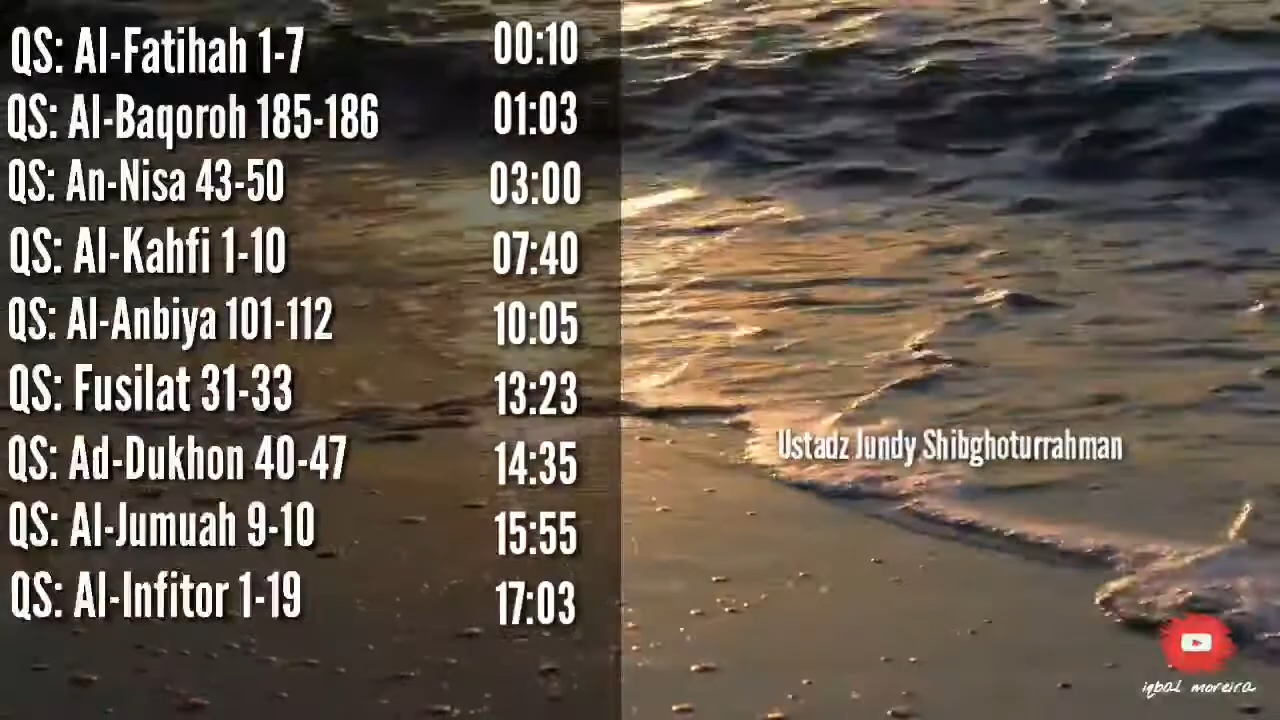 QS: Al-Fatihah 1-7 00:10
QS: Al-Baqoroh 185-186 01:03
QS: An-Nisa 43-50 03:00
QS: Al-Kahfi 1-10 07:40
QS: Al-Anbiya 101-112 10:05
QS: Fusilat 31-33 13:23
QS: Ad-Dukhon 40-47 14:35
QS: Al-Jumuah 9-10 15:55
QS: Al-Infitor 1-19 17:03
Ustadz Jundy Shibghoturrahman
iqbal moreira